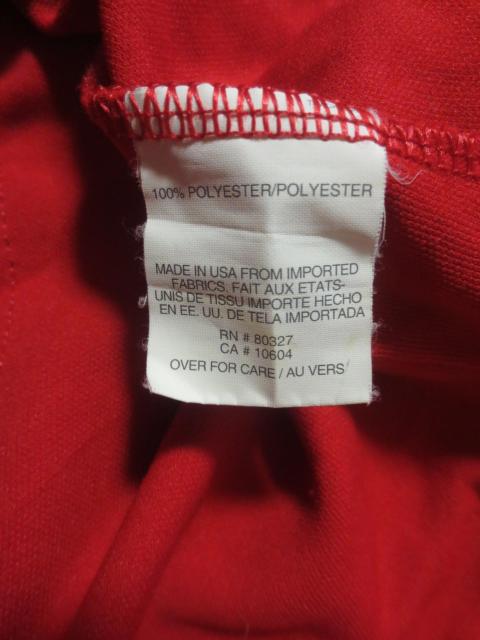 100% POLYESTER/POLYESTER
MADE IN USA FROM IMPORTED
FABRICS. FAIT AUX ETATS-
UNIS DE TISSU IMPORTE HECHO
EN EE. UU. DE TELA IMPORTADA
RN # 80327
CA # 10604
OVER FOR CARE / AU VERS